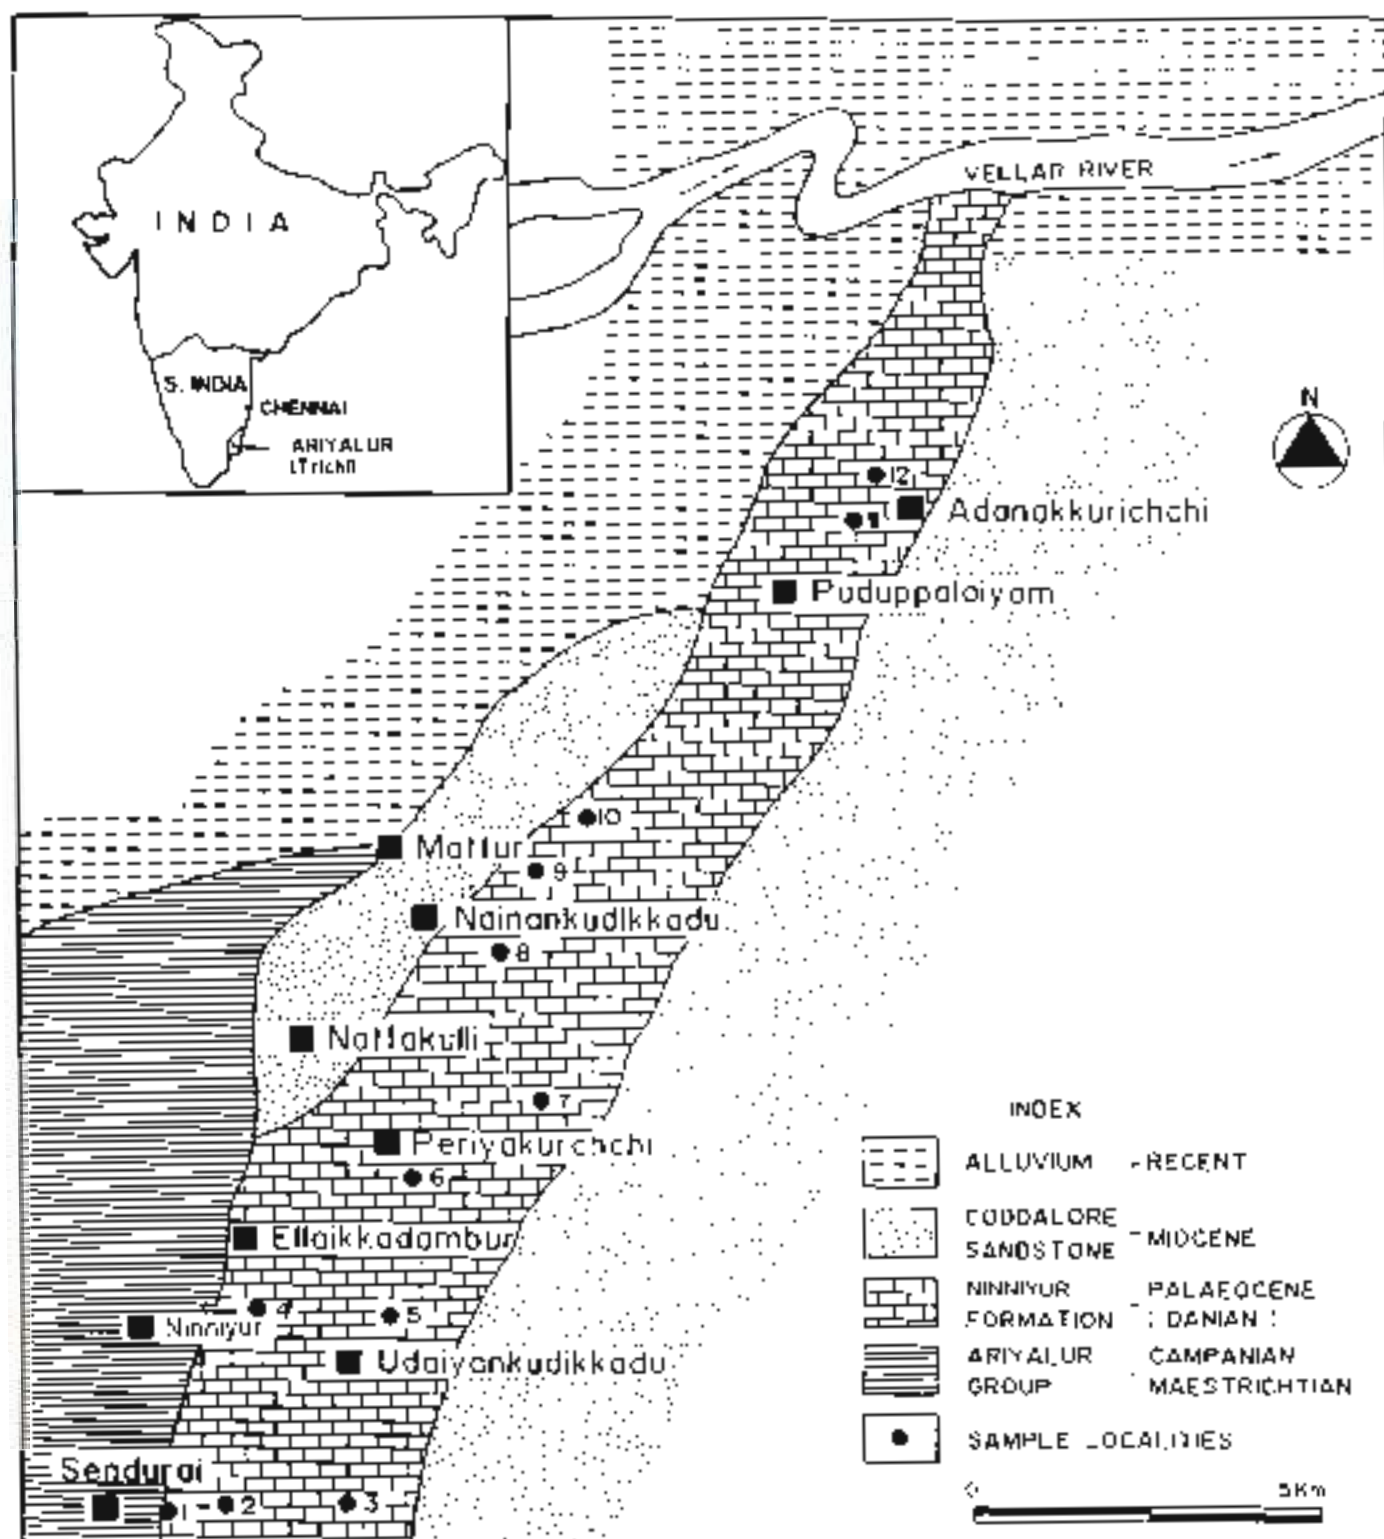 INDIA
S. INDIA
CHENNAI
ARIYALUR
(Trichi)
VELLAR RIVER
N
12
Adanakkurichchi
11
Puduppalaiyam
10
Mattur
9
Nainankudikkadu
8
Nattakulli
7
Periyakurchchi
6
Ellaikkadambur
4
5
Ninniyur
Udaiyankudikkadu
Sendurai
1
2
3
INDEX
ALLUVIUM - RECENT
CODDALORE
SANDSTONE - MIOCENE
NINNIYUR PALAEOCENE
FORMATION - ( DANIAN )
ARIYALUR CAMPANIAN
GROUP MAESTRICHTIAN
SAMPLE LOCALITIES
0 5Km